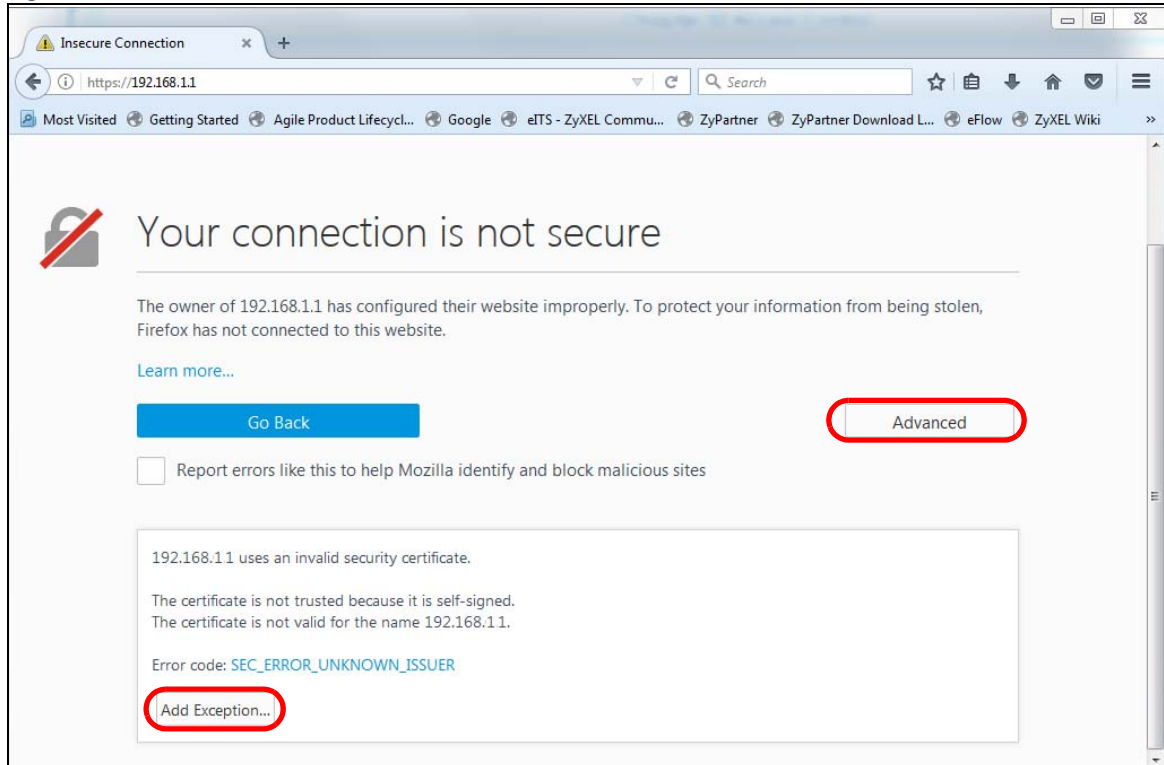 Insecure Connection
https://192.168.1.1
Search
Most Visited Getting Started Agile Product Lifecycl... Google eITS - ZyXEL Commu... ZyPartner ZyPartner Download L... eFlow ZyXEL Wiki »
Your connection is not secure
The owner of 192.168.1.1 has configured their website improperly. To protect your information from being stolen,
Firefox has not connected to this website.
Learn more...
Go Back
Advanced
Report errors like this to help Mozilla identify and block malicious sites
192.168.1 1 uses an invalid security certificate.
The certificate is not trusted because it is self-signed.
The certificate is not valid for the name 192.168.1 1.
Error code: SEC_ERROR_UNKNOWN_ISSUER
Add Exception...